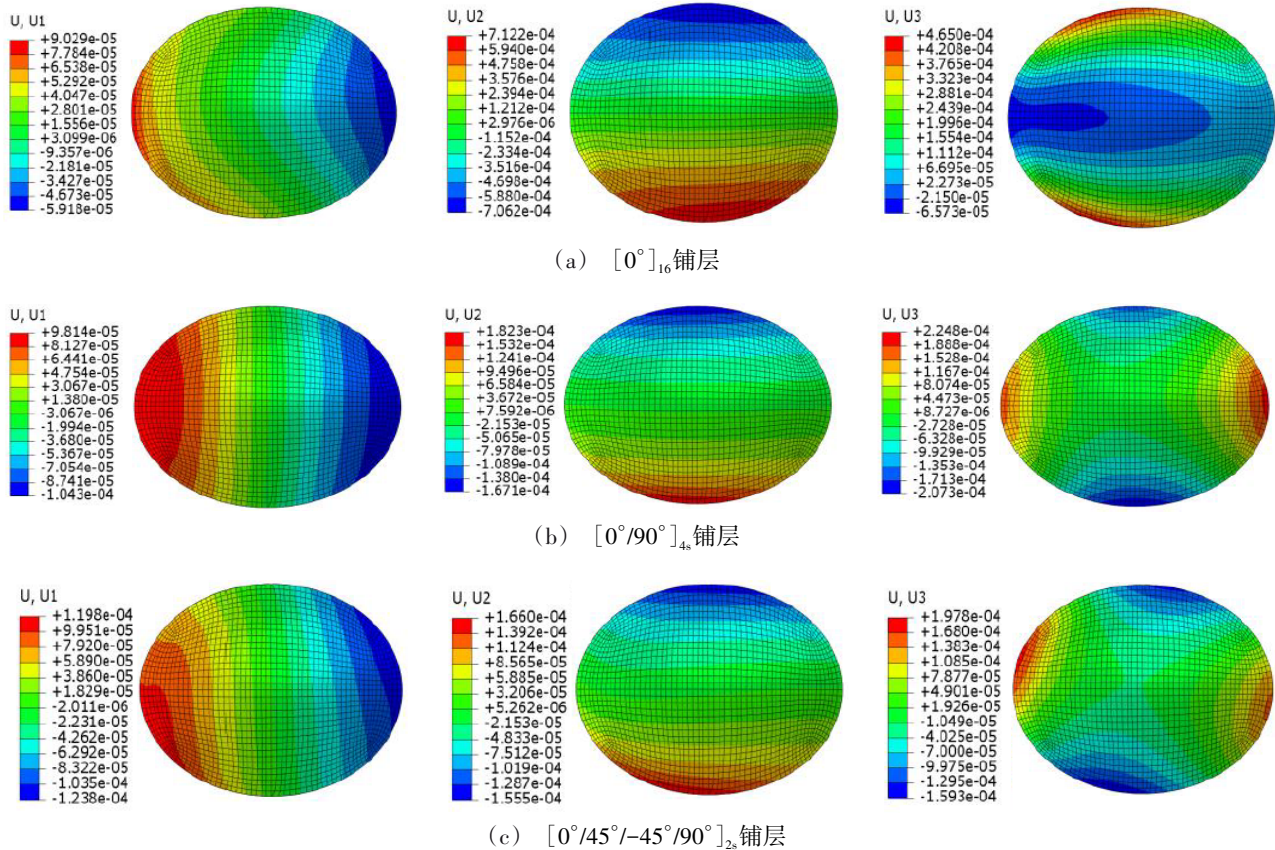 U, U1
+9.029e-05
+7.784e-05
+6.538e-05
+5.292e-05
+4.047e-05
+2.801e-05
+1.556e-05
+3.099e-06
-9.357e-06
-2.181e-05
-3.427e-05
-4.673e-05
-5.918e-05
U, U2
+7.122e-04
+5.940e-04
+4.758e-04
+3.576e-04
+2.394e-04
+1.212e-04
+2.976e-06
-1.152e-04
-2.334e-04
-3.516e-04
-4.698e-04
-5.880e-04
-7.062e-04
U, U3
+4.650e-04
+4.208e-04
+3.765e-04
+3.323e-04
+2.881e-04
+2.439e-04
+1.996e-04
+1.554e-04
+1.112e-04
+6.695e-05
+2.273e-05
-2.150e-05
-6.573e-05
(a) [0°]₁₆铺层
U, U1
+9.814e-05
+8.127e-05
+6.441e-05
+4.754e-05
+3.067e-05
+1.380e-05
-3.067e-06
-1.994e-05
-3.680e-05
-5.367e-05
-7.054e-05
-8.741e-05
-1.043e-04
U, U2
+1.823e-04
+1.532e-04
+1.241e-04
+9.496e-05
+6.584e-05
+3.672e-05
+7.592e-06
-2.153e-05
-5.065e-05
-7.978e-05
-1.089e-04
-1.380e-04
-1.671e-04
U, U3
+2.248e-04
+1.888e-04
+1.528e-04
+1.167e-04
+8.074e-05
+4.473e-05
+8.727e-06
-2.728e-05
-6.328e-05
-9.929e-05
-1.353e-04
-1.713e-04
-2.073e-04
(b) [0°/90°]₄ₛ铺层
U, U1
+1.198e-04
+9.951e-05
+7.920e-05
+5.890e-05
+3.860e-05
+1.829e-05
-2.011e-06
-2.231e-05
-4.262e-05
-6.292e-05
-8.322e-05
-1.035e-04
-1.238e-04
U, U2
+1.660e-04
+1.392e-04
+1.124e-04
+8.565e-05
+5.885e-05
+3.206e-05
+5.262e-06
-2.153e-05
-4.833e-05
-7.512e-05
-1.019e-04
-1.287e-04
-1.555e-04
U, U3
+1.978e-04
+1.680e-04
+1.383e-04
+1.085e-04
+7.877e-05
+4.901e-05
+1.926e-05
-1.049e-05
-4.025e-05
-7.000e-05
-9.975e-05
-1.295e-04
-1.593e-04
(c) [0°/45°/-45°/90°]₂ₛ铺层